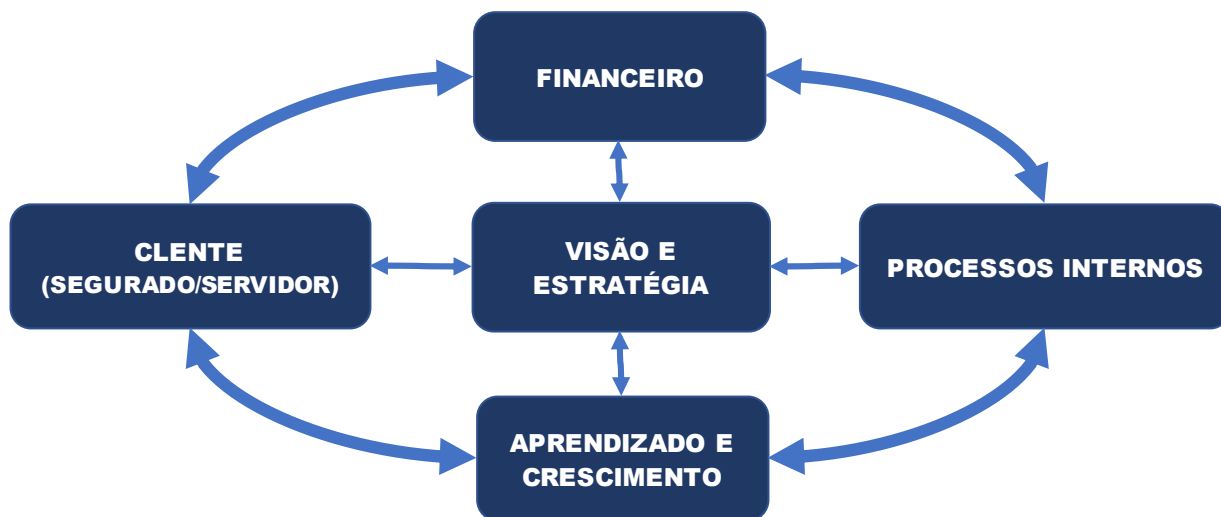 FINANCEIRO
CLENTE
(SEGURADO/SERVIDOR)
VISÃO E
ESTRATÉGIA
PROCESSOS INTERNOS
APRENDIZADO E
CRESCIMENTO